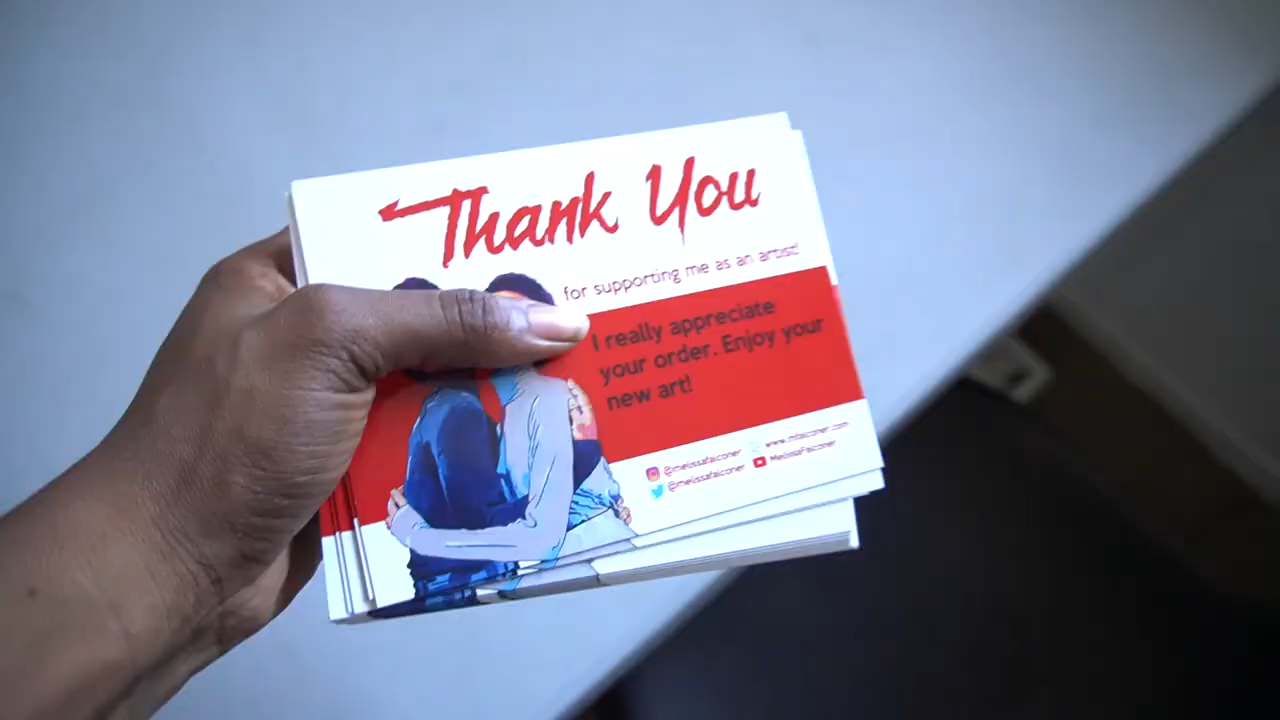 Thank You
for supporting me as an artist!
I really appreciate
your order. Enjoy your
new art!
@melissafalconer
www.mfalconer.com
@melissafalconer
MelissaFalconer